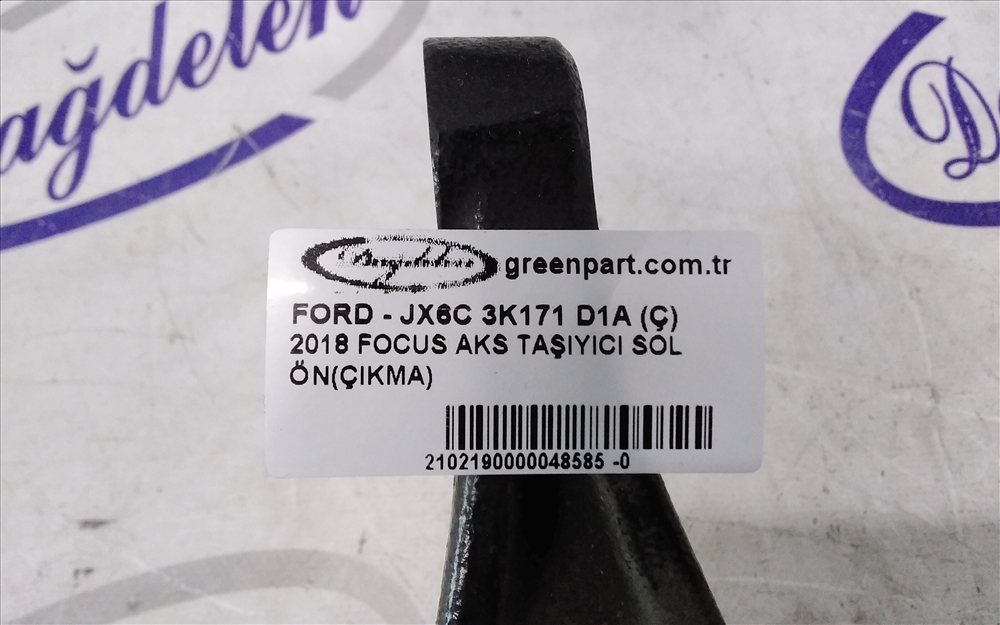 ağdelen
D
greenpart.com.tr
FORD - JX6C 3K171 D1A (Ç)
2018 FOCUS AKS TAŞIYICI SOL
ÖN(ÇIKMA)
2102190000048585 -0